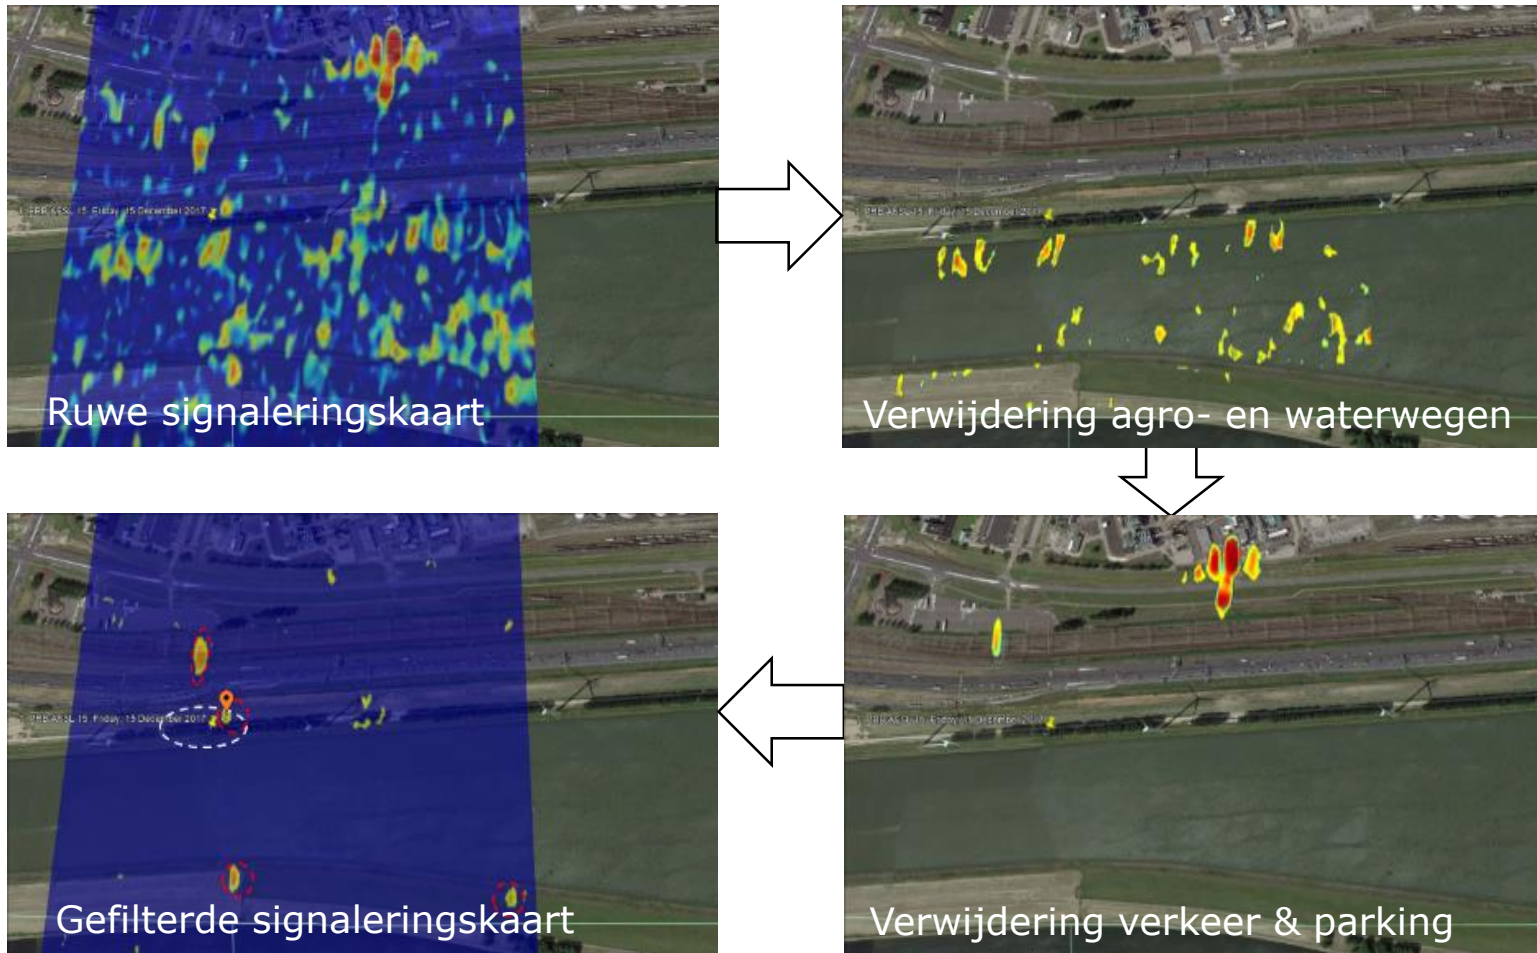 Ruwe signaleringskaart
Verwijdering agro- en waterwegen
Gefilterde signaleringskaart
Verwijdering verkeer & parking